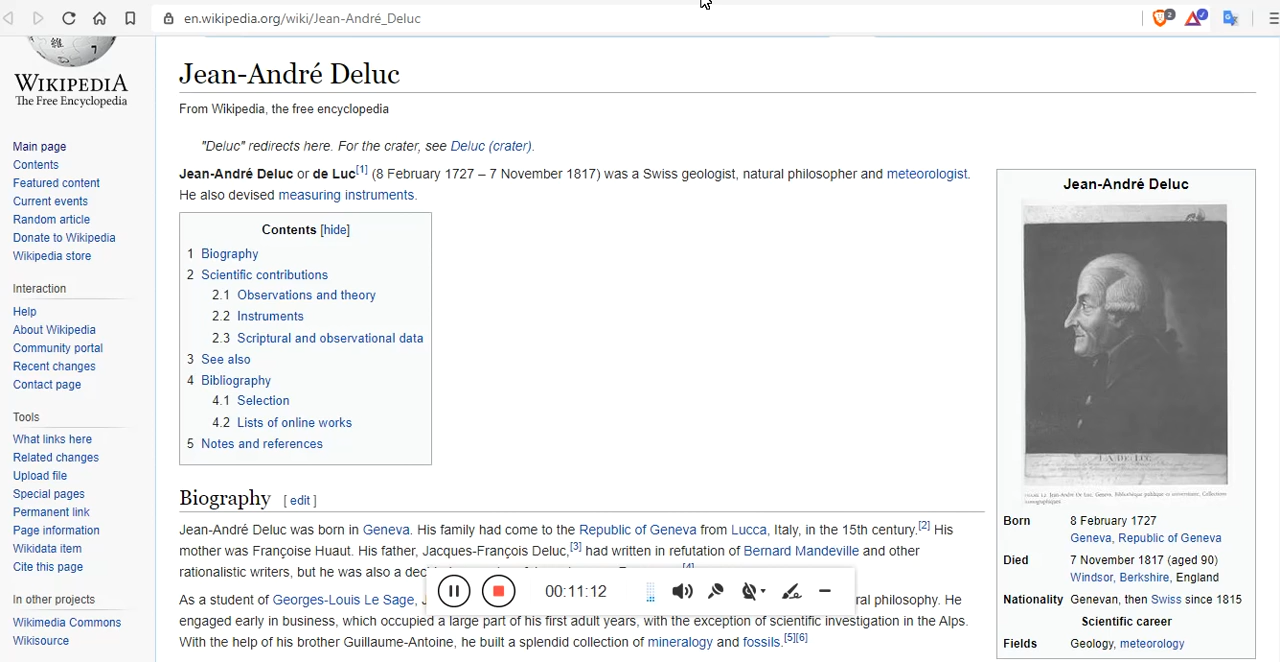 en.wikipedia.org/wiki/Jean-André_Deluc
2
WIKIPEDIA
The Free Encyclopedia
Main page
Contents
Featured content
Current events
Random article
Donate to Wikipedia
Wikipedia store
Interaction
Help
About Wikipedia
Community portal
Recent changes
Contact page
Tools
What links here
Related changes
Upload file
Special pages
Permanent link
Page information
Wikidata item
Cite this page
In other projects
Wikimedia Commons
Wikisource
Jean-André Deluc
From Wikipedia, the free encyclopedia
"Deluc" redirects here. For the crater, see Deluc (crater).
Jean-André Deluc or de Luc[1] (8 February 1727 – 7 November 1817) was a Swiss geologist, natural philosopher and meteorologist.
He also devised measuring instruments.
Contents [hide]
1 Biography
2 Scientific contributions
2.1 Observations and theory
2.2 Instruments
2.3 Scriptural and observational data
3 See also
4 Bibliography
4.1 Selection
4.2 Lists of online works
5 Notes and references
Biography [ edit ]
Jean-André Deluc was born in Geneva. His family had come to the Republic of Geneva from Lucca, Italy, in the 15th century.[2] His
mother was Françoise Huaut. His father, Jacques-François Deluc,[3] had written in refutation of Bernard Mandeville and other
rationalistic writers, but he was also a [4]
As a student of Georges-Louis Le Sage, philosophy. He
engaged early in business, which occupied a large part of his first adult years, with the exception of scientific investigation in the Alps.
With the help of his brother Guillaume-Antoine, he built a splendid collection of mineralogy and fossils.[5][6]
00:11:12
Jean-André Deluc
Born 8 February 1727
Geneva, Republic of Geneva
Died 7 November 1817 (aged 90)
Windsor, Berkshire, England
Nationality Genevan, then Swiss since 1815
Scientific career
Fields Geology, meteorology